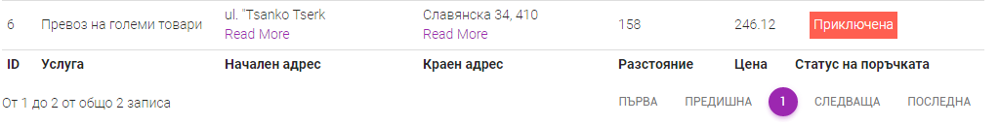 6 Превоз на големи товари ul. "Tsanko Tserk Славянска 34, 410 158 246.12 Приключена
Read More Read More
ID Услуга Начален адрес Краен адрес Разстояние Цена Статус на поръчката
От 1 до 2 от общо 2 записа ПЪРВА ПРЕДИШНА 1 СЛЕДВАЩА ПОСЛЕДНА